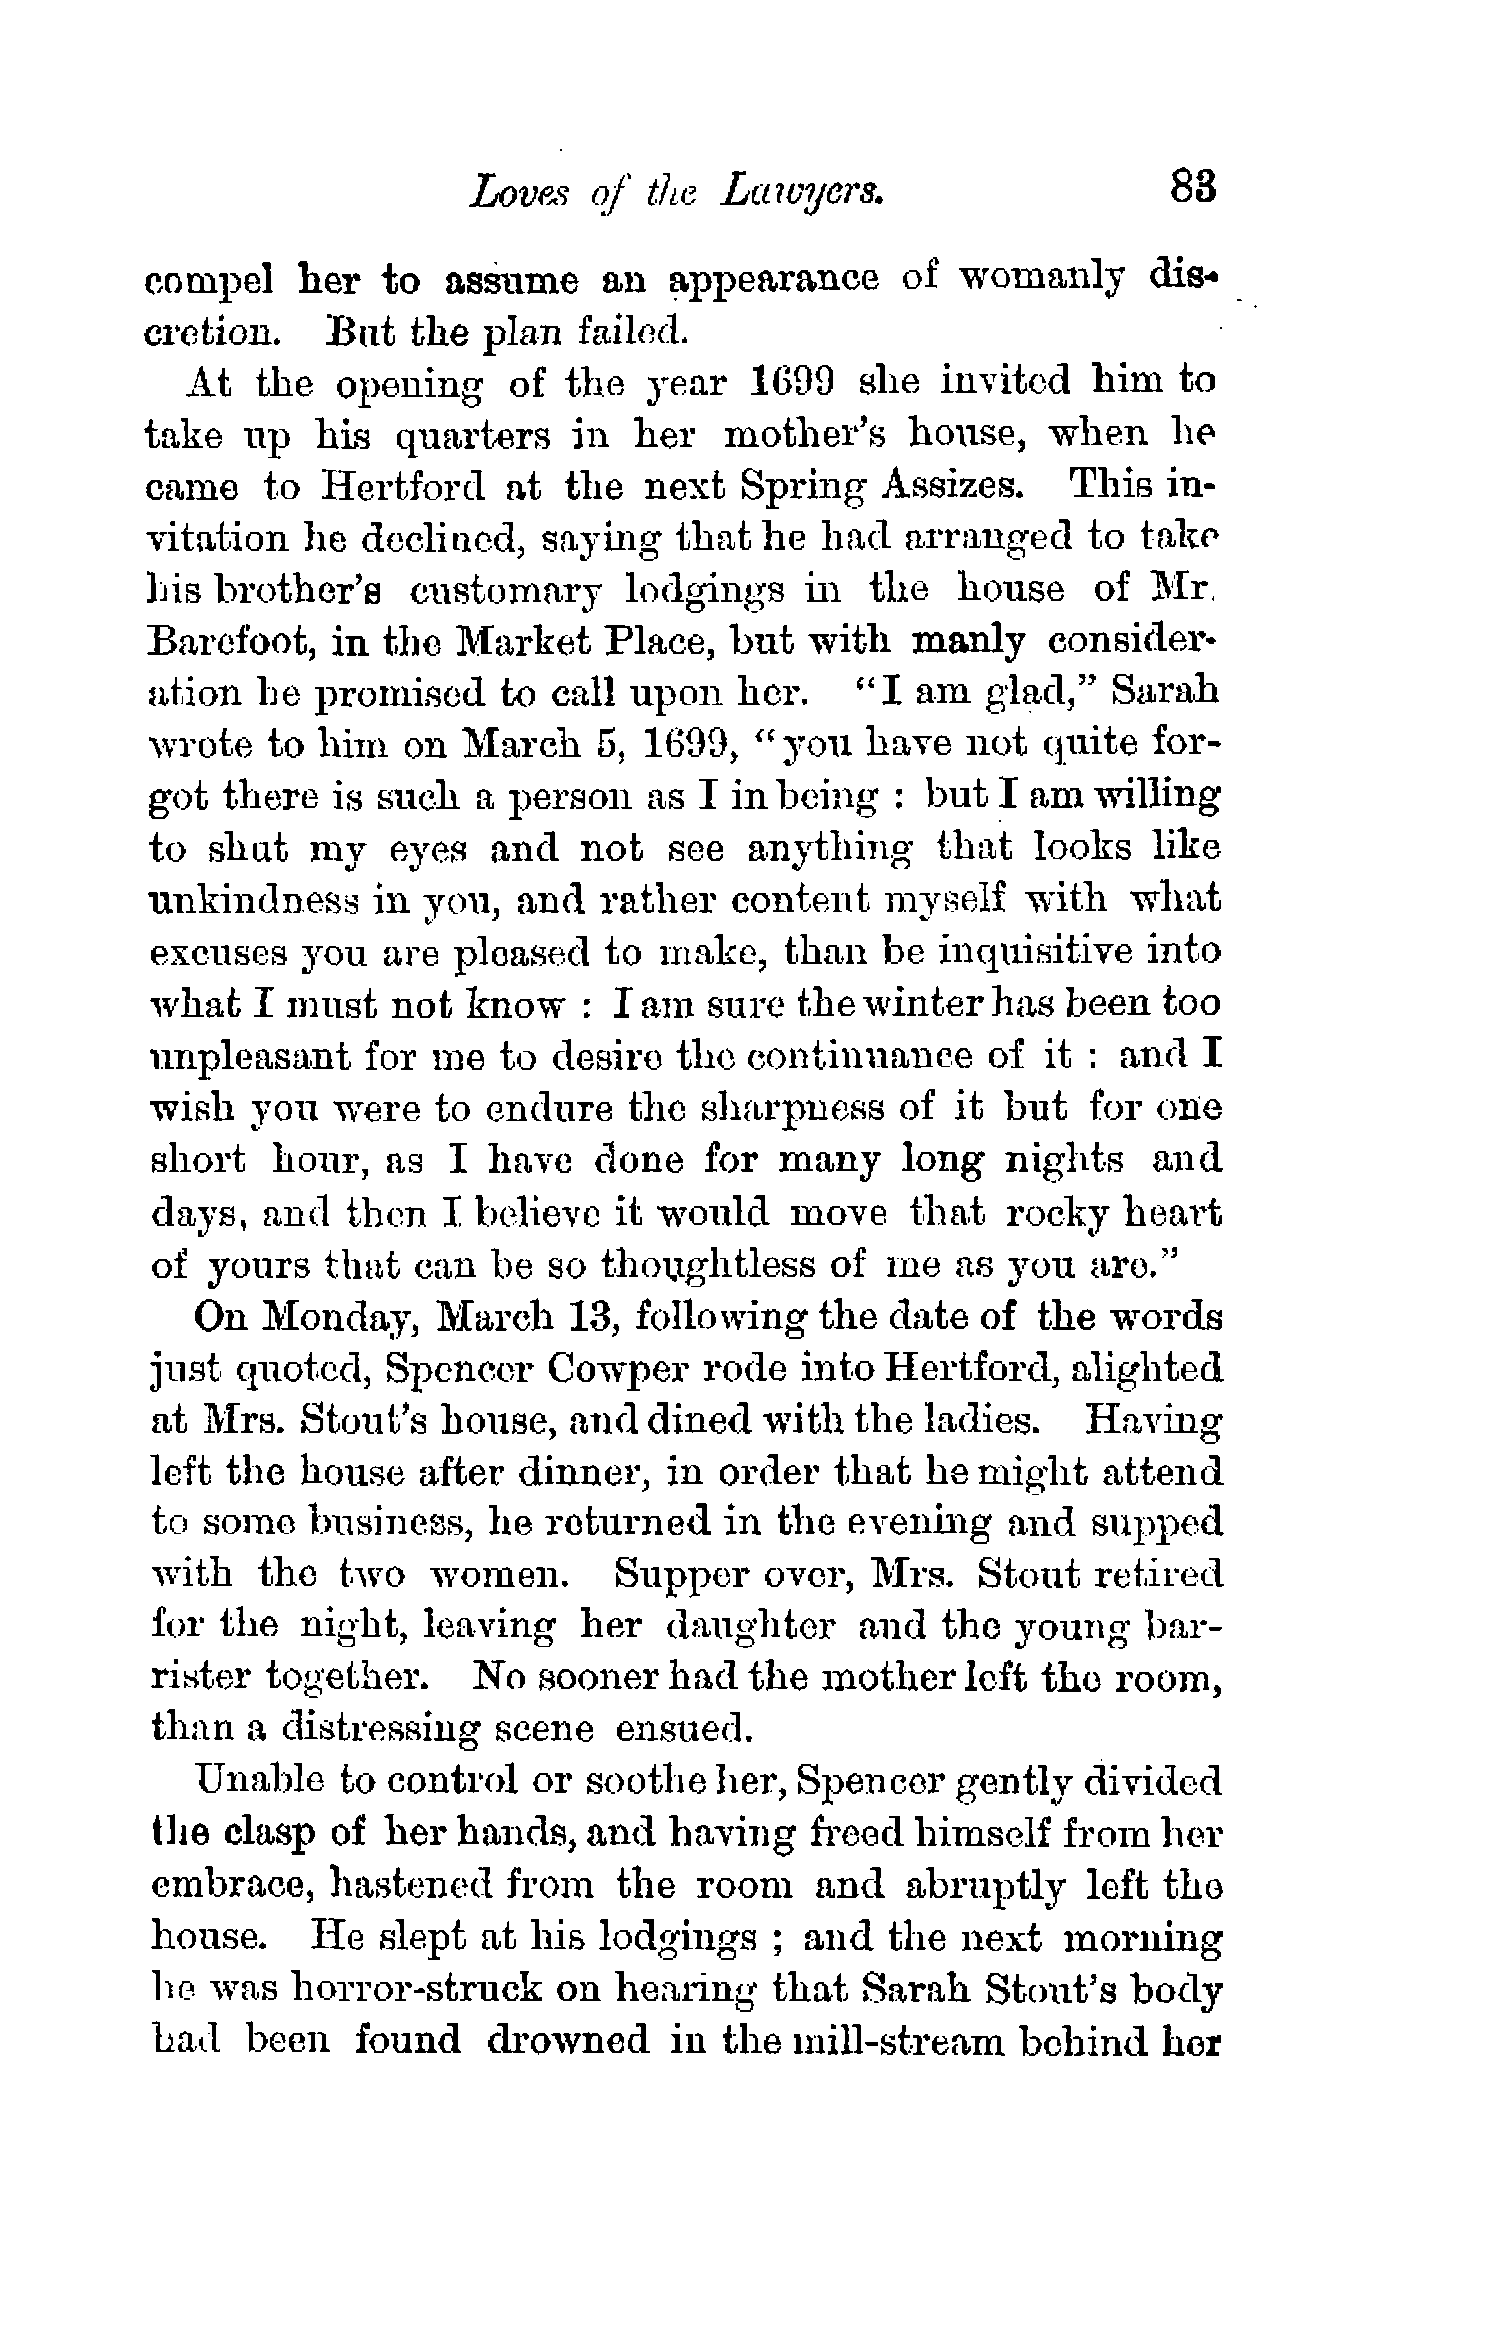 Loves of the Lawyers. 83
compel her to assume an appearance of womanly dis-
cretion. But the plan failed.
At the opening of the year 1699 she invited him to
take up his quarters in her mother's house, when he
came to Hertford at the next Spring Assizes. This in-
vitation he declined, saying that he had arranged to take
his brother's customary lodgings in the house of Mr.
Barefoot, in the Market Place, but with manly consider-
ation he promised to call upon her. "I am glad," Sarah
wrote to him on March 5, 1699, "you have not quite for-
got there is such a person as I in being : but I am willing
to shut my eyes and not see anything that looks like
unkindness in you, and rather content myself with what
excuses you are pleased to make, than be inquisitive into
what I must not know : I am sure the winter has been too
unpleasant for me to desire the continuance of it : and I
wish you were to endure the sharpness of it but for one
short hour, as I have done for many long nights and
days, and then I believe it would move that rocky heart
of yours that can be so thoughtless of me as you are."
On Monday, March 13, following the date of the words
just quoted, Spencer Cowper rode into Hertford, alighted
at Mrs. Stout's house, and dined with the ladies. Having
left the house after dinner, in order that he might attend
to some business, he returned in the evening and supped
with the two women. Supper over, Mrs. Stout retired
for the night, leaving her daughter and the young bar-
rister together. No sooner had the mother left the room,
than a distressing scene ensued.
Unable to control or soothe her, Spencer gently divided
the clasp of her hands, and having freed himself from her
embrace, hastened from the room and abruptly left the
house. He slept at his lodgings ; and the next morning
he was horror-struck on hearing that Sarah Stout's body
had been found drowned in the mill-stream behind her